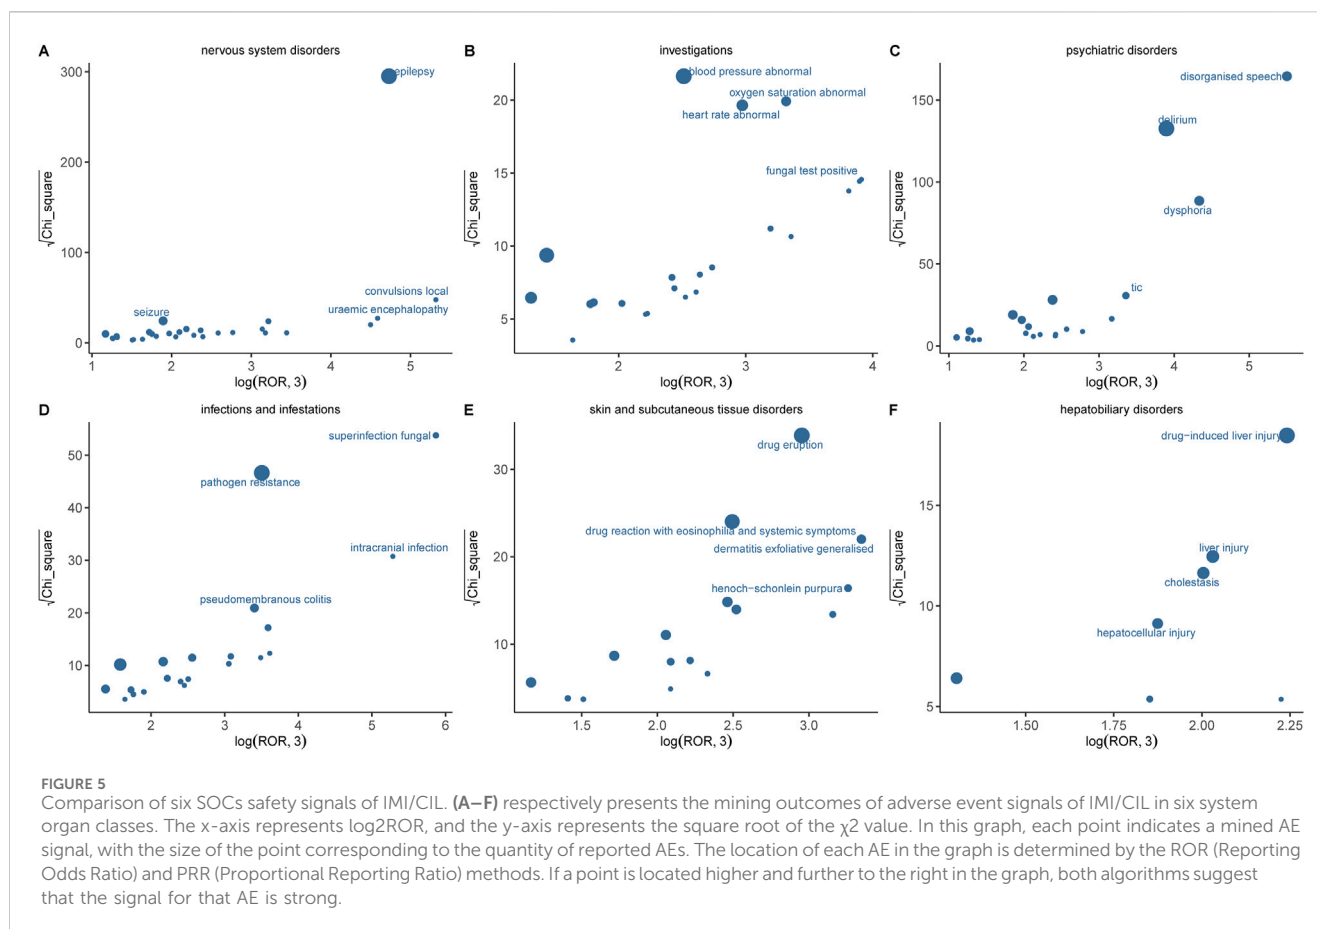 A
nervous system disorders
300
200
100
0
√Chi_square
epilepsy
convulsions local
uraemic encephalopathy
seizure
1 2 3 4 5
log(ROR, 3)
B
investigations
20
15
10
5
√Chi_square
blood pressure abnormal
oxygen saturation abnormal
heart rate abnormal
fungal test positive
2 3 4
log(ROR, 3)
C
psychiatric disorders
150
100
50
0
√Chi_square
disorganised speech
delirium
dysphoria
tic
1 2 3 4 5
log(ROR, 3)
D
infections and infestations
50
40
30
20
10
√Chi_square
superinfection fungal
pathogen resistance
intracranial infection
pseudomembranous colitis
2 3 4 5 6
log(ROR, 3)
E
skin and subcutaneous tissue disorders
30
20
10
√Chi_square
drug eruption
drug reaction with eosinophilia and systemic symptoms
dermatitis exfoliative generalised
henoch−schonlein purpura
1.5 2.0 2.5 3.0
log(ROR, 3)
F
hepatobiliary disorders
15
10
5
√Chi_square
drug−induced liver injury
liver injury
cholestasis
hepatocellular injury
1.50 1.75 2.00 2.25
log(ROR, 3)
FIGURE 5
Comparison of six SOCs safety signals of IMI/CIL. (A–F) respectively presents the mining outcomes of adverse event signals of IMI/CIL in six system
organ classes. The x-axis represents log2ROR, and the y-axis represents the square root of the χ2 value. In this graph, each point indicates a mined AE
signal, with the size of the point corresponding to the quantity of reported AEs. The location of each AE in the graph is determined by the ROR (Reporting
Odds Ratio) and PRR (Proportional Reporting Ratio) methods. If a point is located higher and further to the right in the graph, both algorithms suggest
that the signal for that AE is strong.